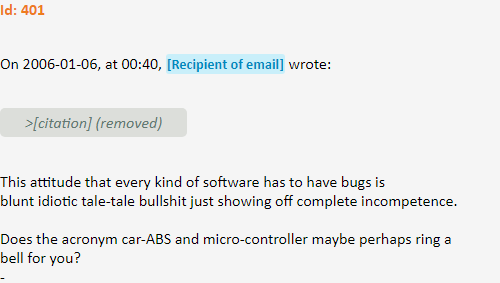 Id: 401
On 2006-01-06, at 00:40, [Recipient of email] wrote:
>[citation] (removed)
This attitude that every kind of software has to have bugs is
blunt idiotic tale-tale bullshit just showing off complete incompetence.
Does the acronym car-ABS and micro-controller maybe perhaps ring a
bell for you?
-